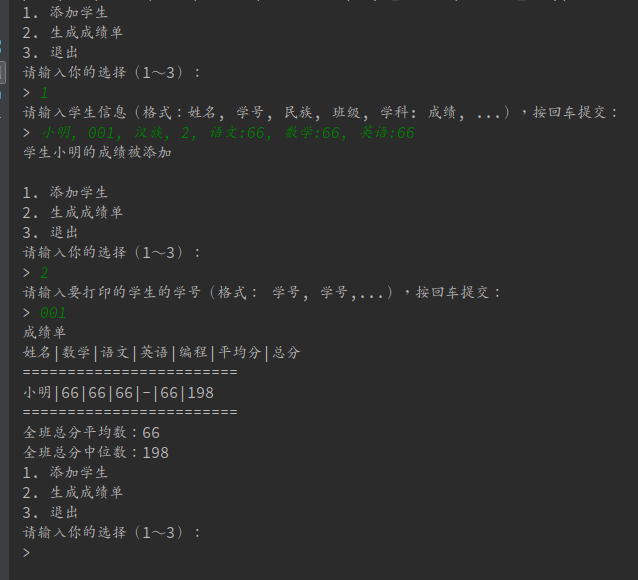 1. 添加学生
2. 生成成绩单
3. 退出
请输入你的选择（1～3）：
> 1
请输入学生信息（格式：姓名, 学号, 民族, 班级, 学科: 成绩, ...），按回车提交：
> 小明, 001, 汉族, 2, 语文:66, 数学:66, 英语:66
学生小明的成绩被添加
1. 添加学生
2. 生成成绩单
3. 退出
请输入你的选择（1～3）：
> 2
请输入要打印的学生的学号（格式： 学号, 学号,...），按回车提交：
> 001
成绩单
姓名|数学|语文|英语|编程|平均分|总分
========================
小明|66|66|66|-|66|198
========================
全班总分平均数：66
全班总分中位数：198
1. 添加学生
2. 生成成绩单
3. 退出
请输入你的选择（1～3）：
>